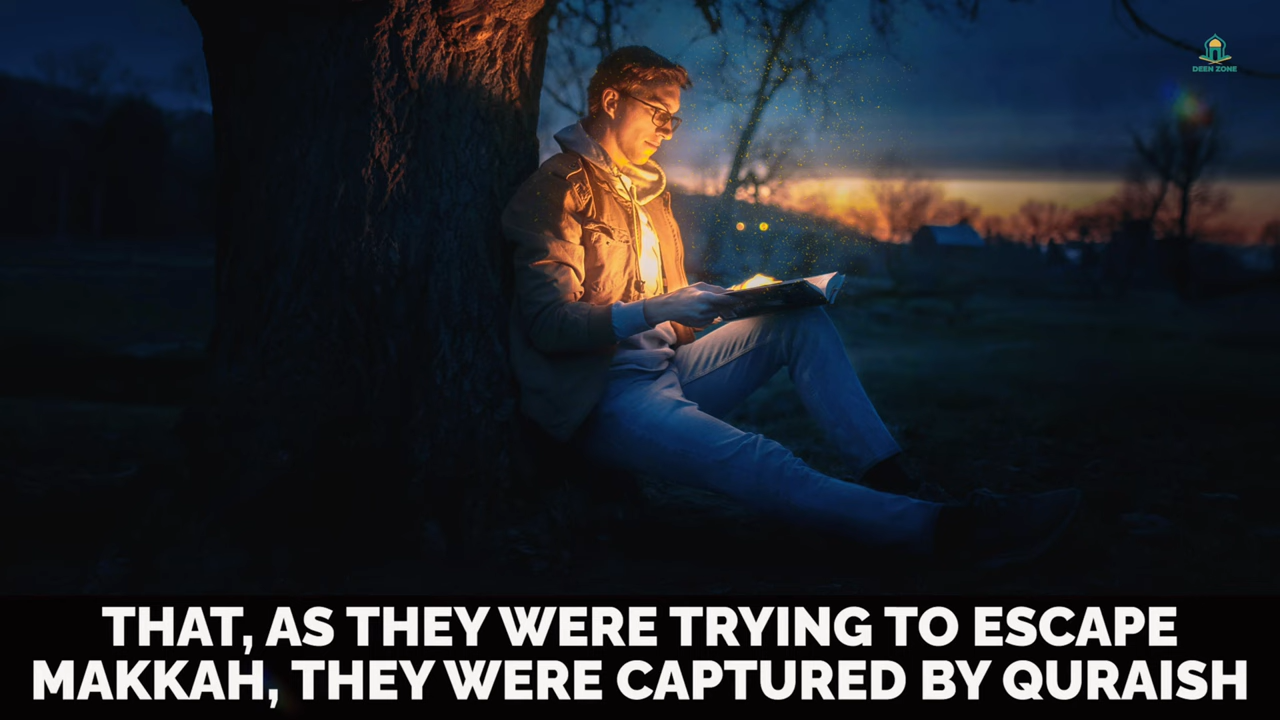 DEEN ZONE
THAT, AS THEY WERE TRYING TO ESCAPE
MAKKAH, THEY WERE CAPTURED BY QURAISH